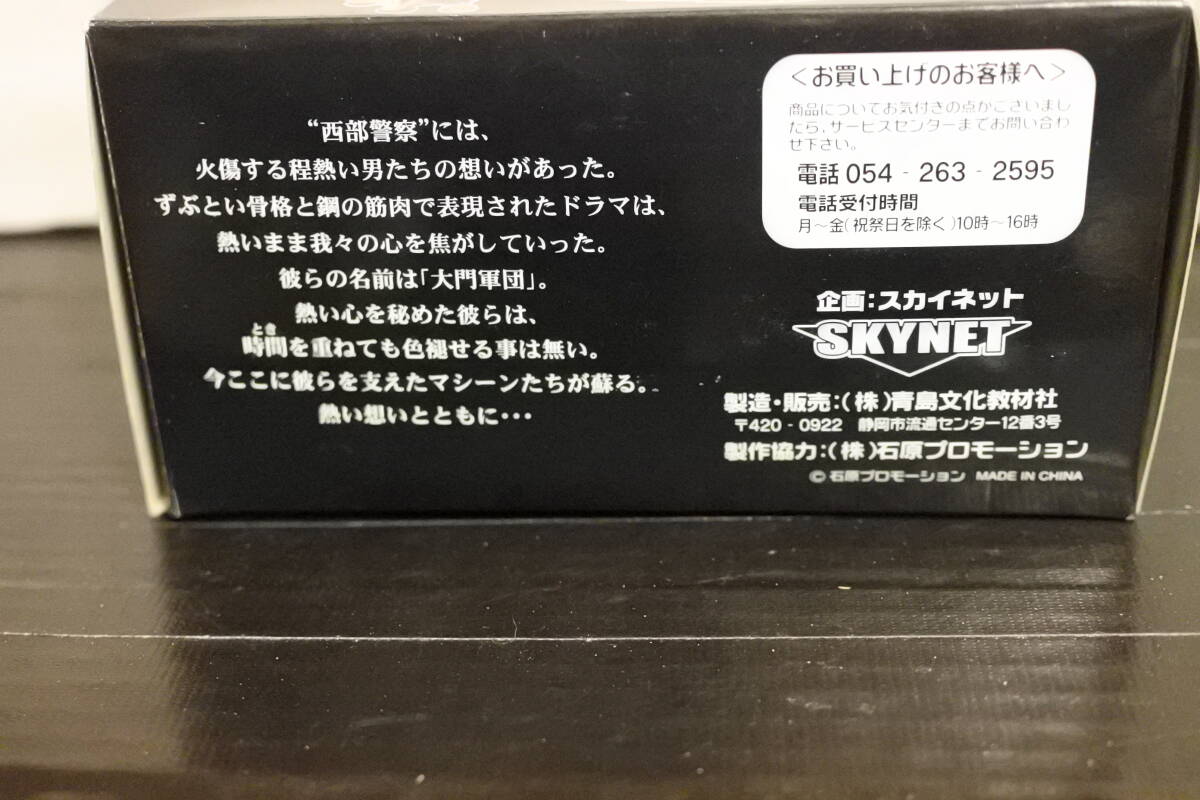 “西部警察”には、
火傷する程熱い男たちの想いがあった。
ずぶとい骨格と鋼の筋肉で表現されたドラマは、
熱いまま我々の心を焦がしていった。
彼らの名前は「大門軍団」。
熱い心を秘めた彼らは、
とき
時間を重ねても色褪せる事は無い。
今ここに彼らを支えたマシーンたちが蘇る。
熱い想いとともに・・・
＜お買い上げのお客様へ＞
商品についてお気付きの点がございまし
たら、サービスセンターまでお問い合わ
せ下さい。
電話 054 - 263 - 2595
電話受付時間
月～金(祝祭日を除く)10時～16時
企画：スカイネット
SKYNET
製造・販売：(株)青島文化教材社
〒420 - 0922 静岡市流通センター12番3号
製作協力：(株)石原プロモーション
© 石原プロモーション MADE IN CHINA